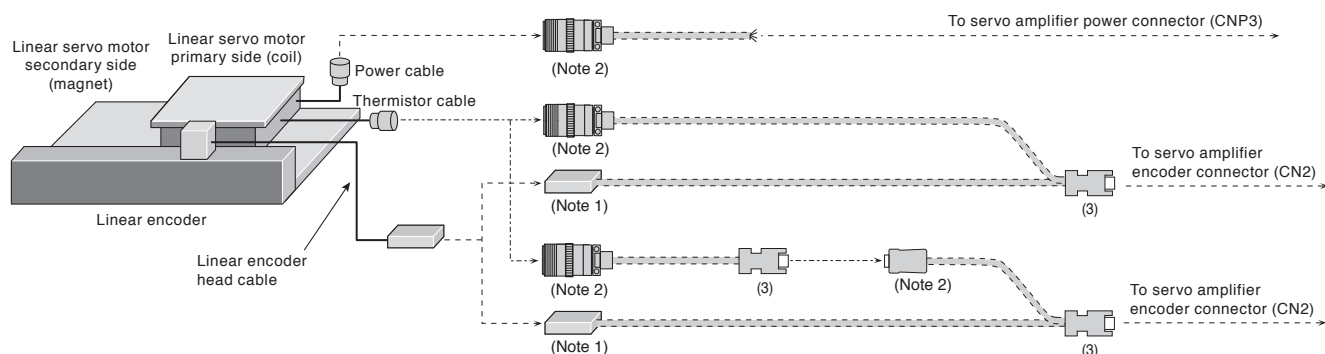 To servo amplifier power connector (CNP3)
Linear servo motor
primary side (coil)
Linear servo motor
secondary side
(magnet)
Power cable
(Note 2)
Thermistor cable
(Note 2)
To servo amplifier
encoder connector (CN2)
(Note 1)
(3)
Linear encoder
Linear encoder
head cable
(Note 2)
(3)
(Note 2)
To servo amplifier
encoder connector (CN2)
(Note 1)
(3)